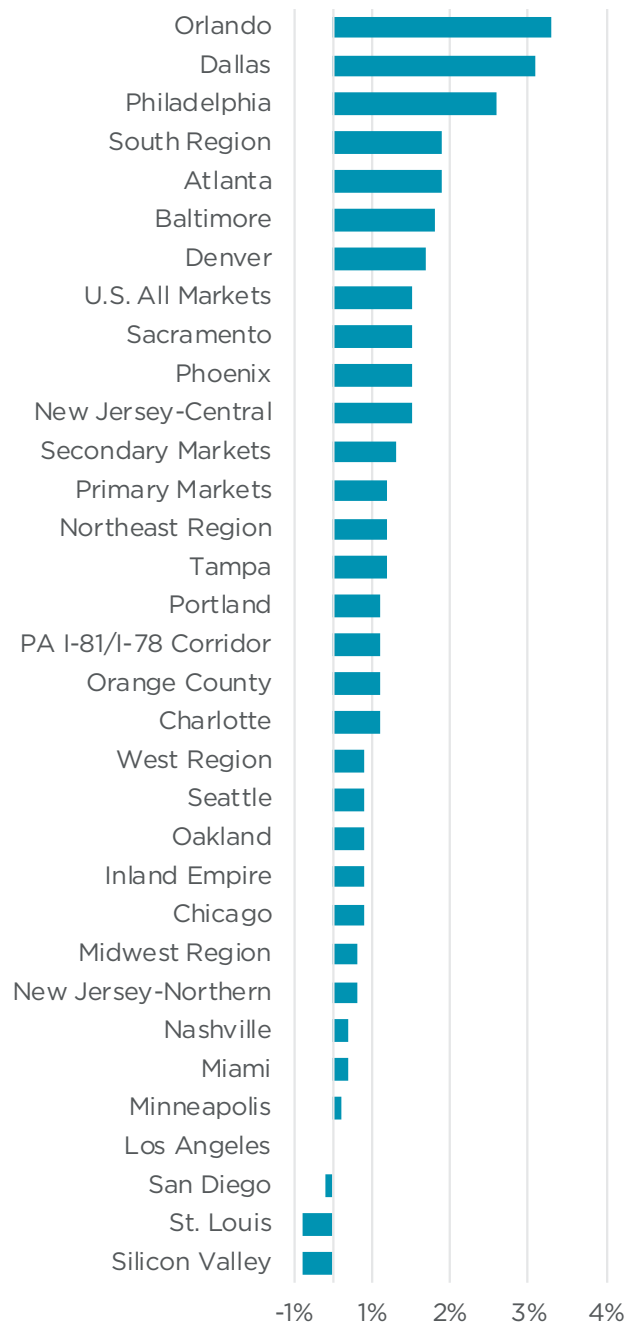 Orlando
Dallas
Philadelphia
South Region
Atlanta
Baltimore
Denver
U.S. All Markets
Sacramento
Phoenix
New Jersey-Central
Secondary Markets
Primary Markets
Northeast Region
Tampa
Portland
PA I-81/I-78 Corridor
Orange County
Charlotte
West Region
Seattle
Oakland
Inland Empire
Chicago
Midwest Region
New Jersey-Northern
Nashville
Miami
Minneapolis
Los Angeles
San Diego
St. Louis
Silicon Valley
-1% 1% 2% 3% 4%